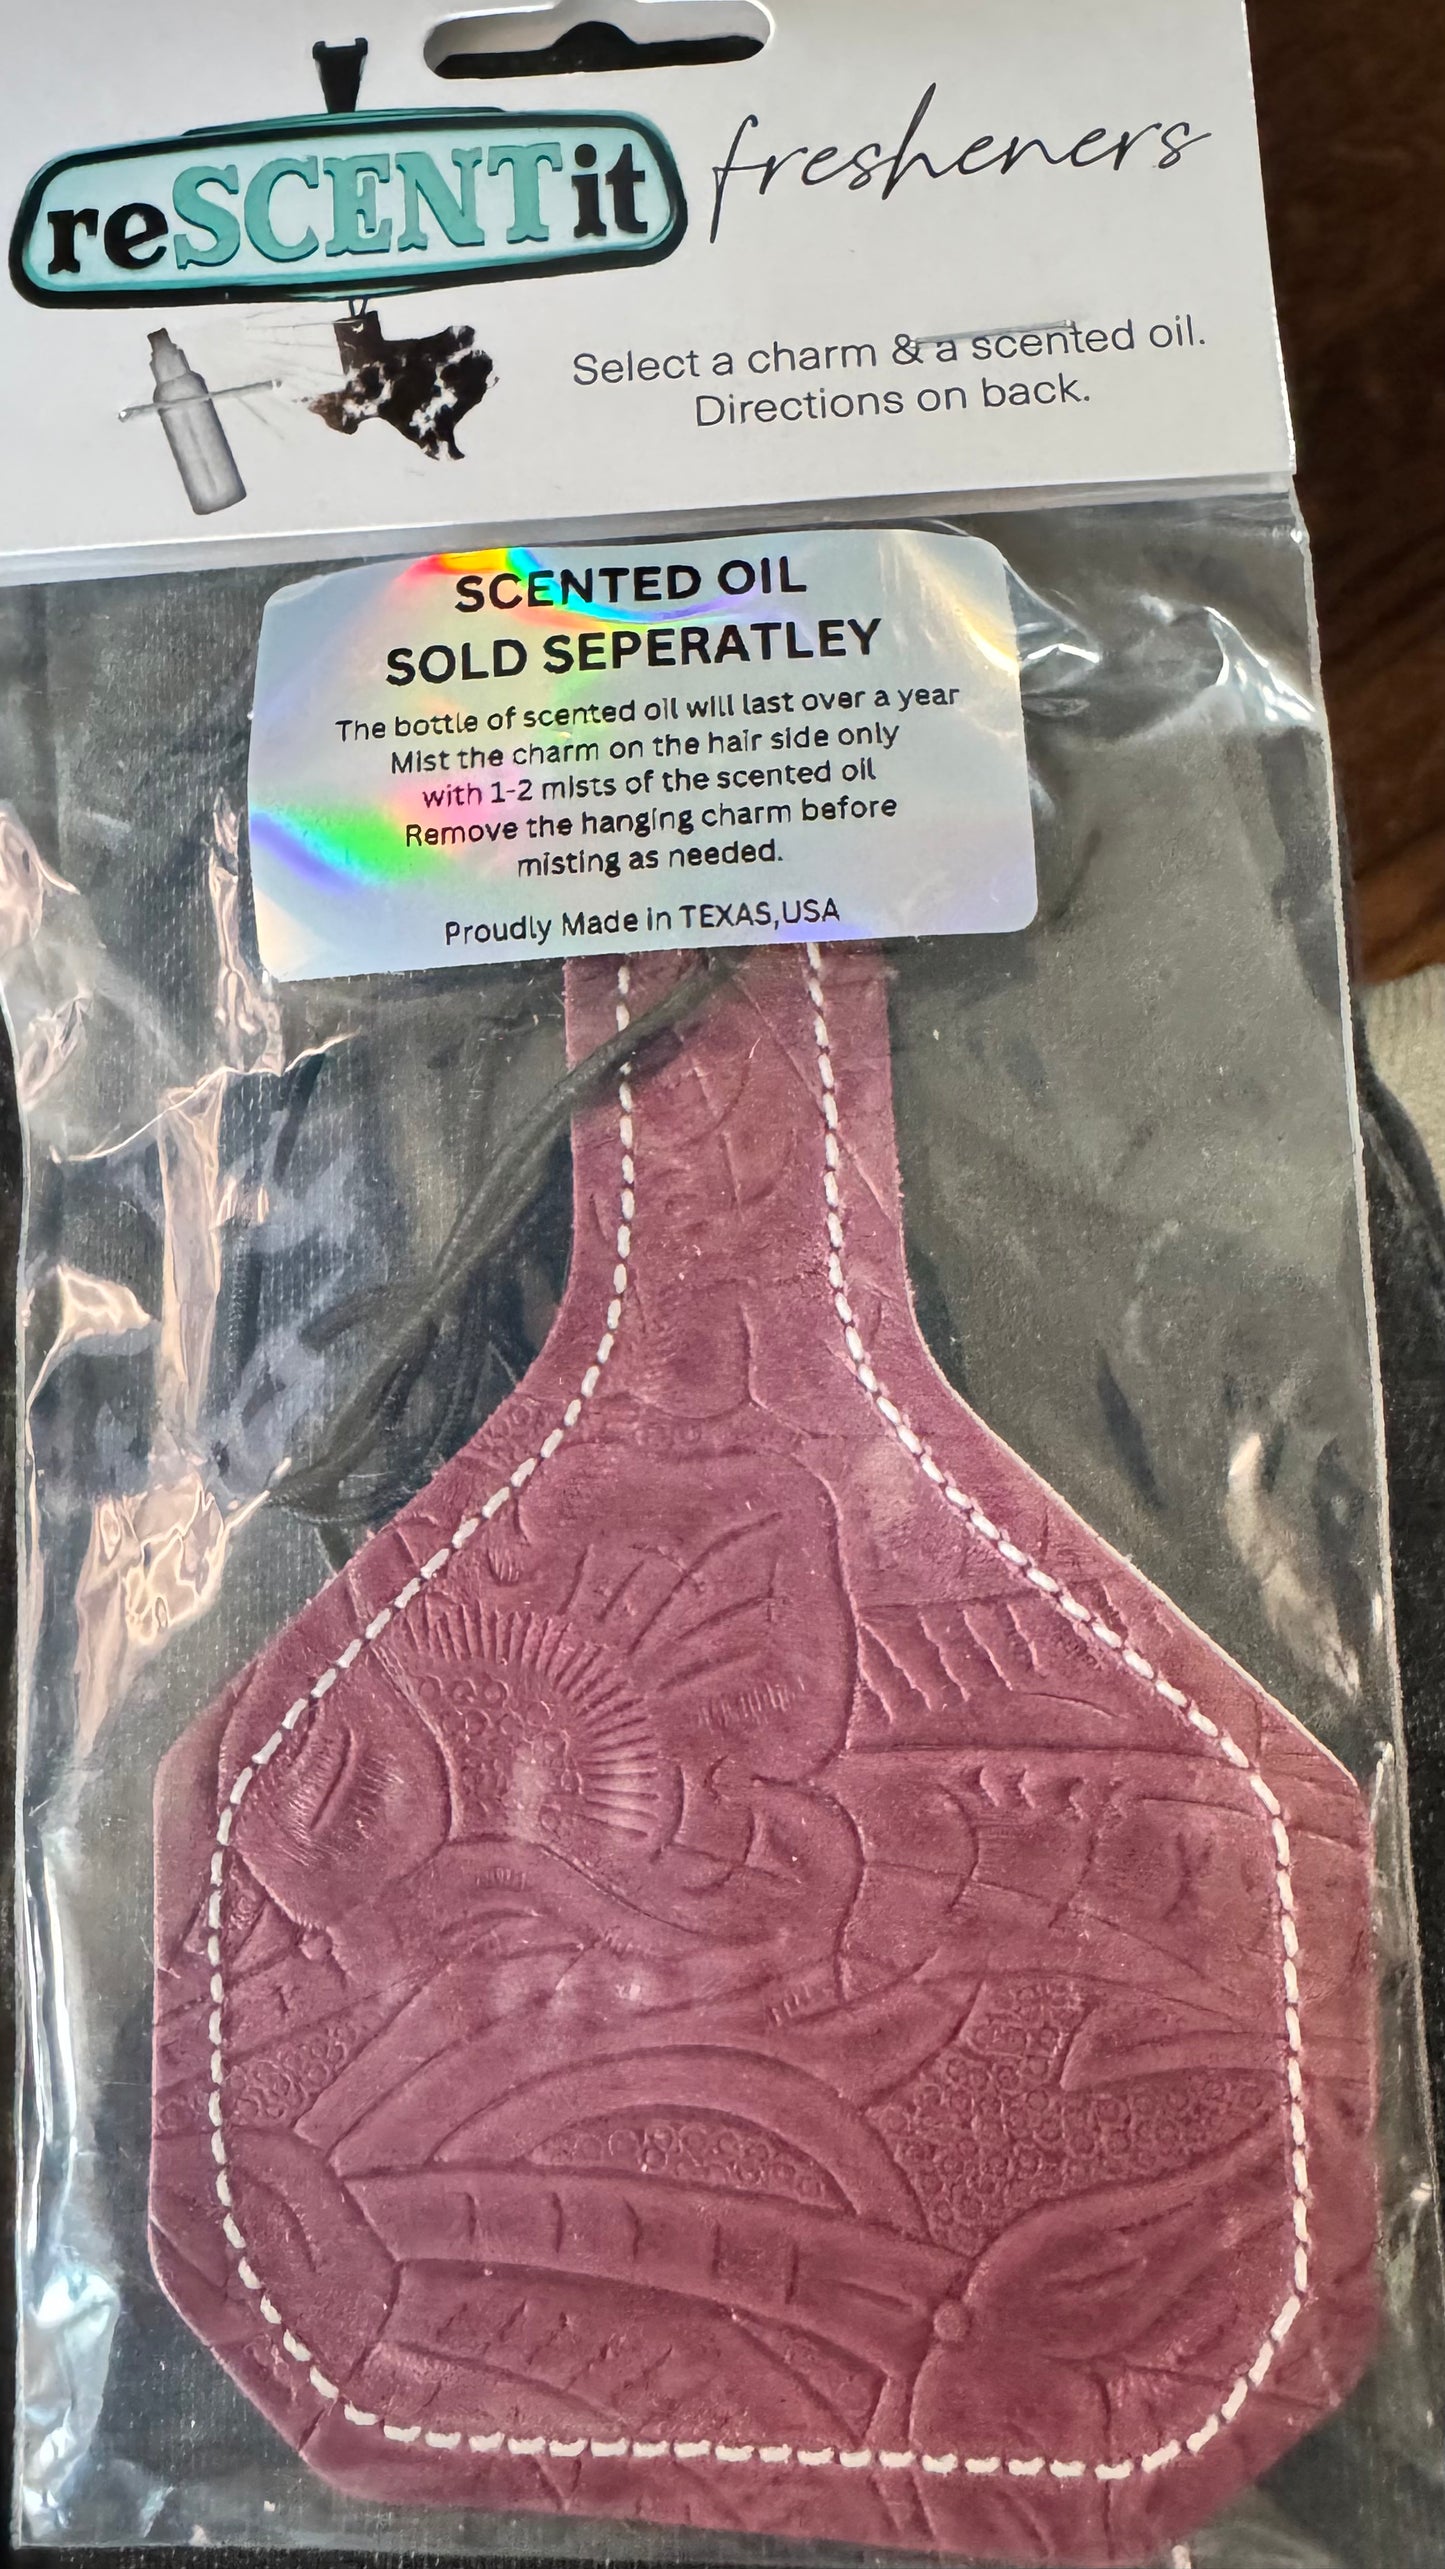 reSCENTit fresheners
Select a charm & a scented oil.
Directions on back.
SCENTED OIL
SOLD SEPERATLEY
The bottle of scented oil will last over a year
Mist the charm on the hair side only
with 1-2 mists of the scented oil
Remove the hanging charm before
misting as needed.
Proudly Made in TEXAS,USA